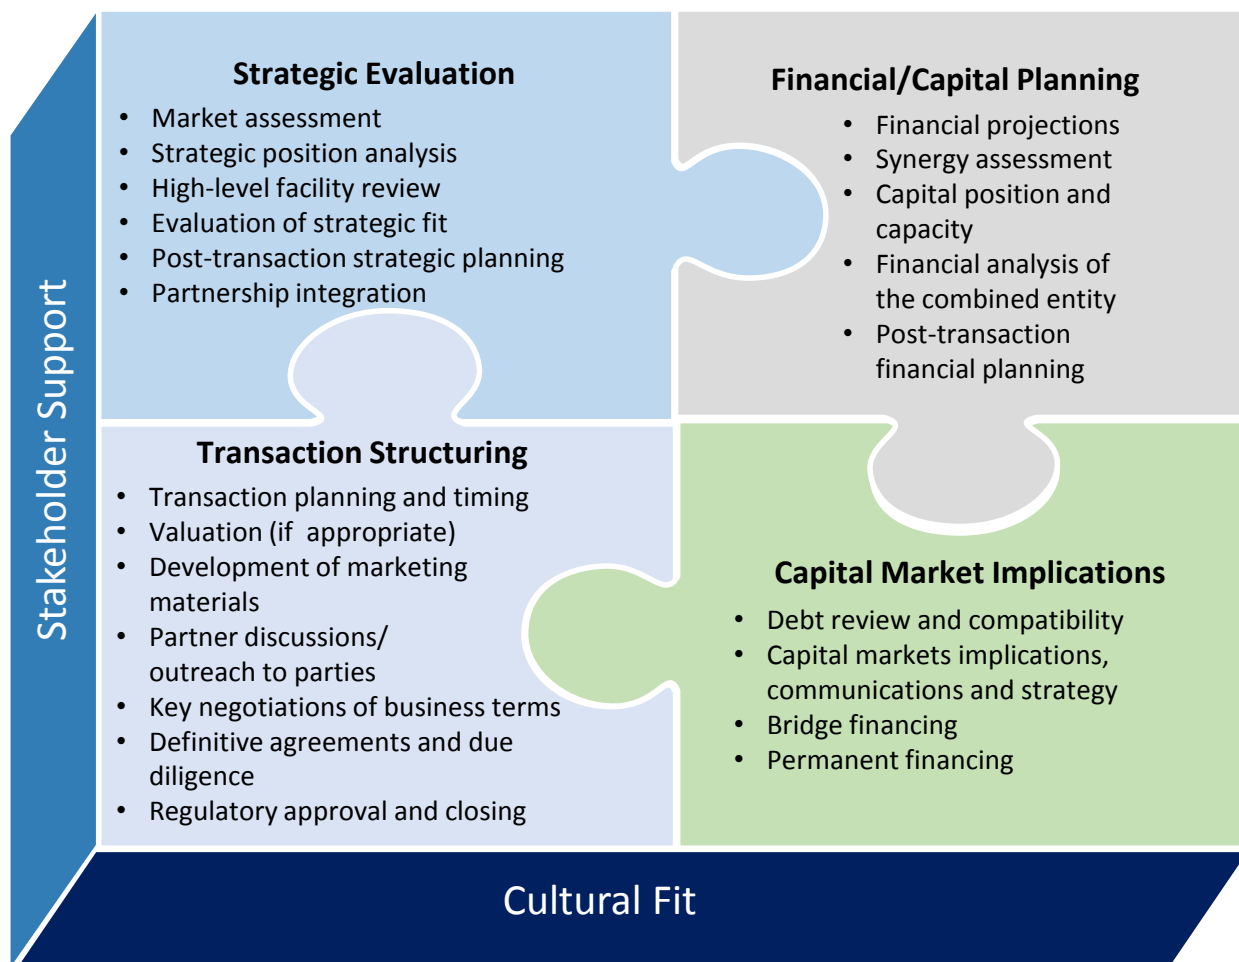 Strategic Evaluation
• Market assessment
• Strategic position analysis
• High-level facility review
• Evaluation of strategic fit
• Post-transaction strategic planning
• Partnership integration
Financial/Capital Planning
• Financial projections
• Synergy assessment
• Capital position and
capacity
• Financial analysis of
the combined entity
• Post-transaction
financial planning
Stakeholder Support
Transaction Structuring
• Transaction planning and timing
• Valuation (if  appropriate)
• Development of marketing
materials
• Partner discussions/
outreach to parties
• Key negotiations of business terms
• Definitive agreements and due
diligence
• Regulatory approval and closing
Capital Market Implications
• Debt review and compatibility
• Capital markets implications,
communications and strategy
• Bridge financing
• Permanent financing
Cultural Fit